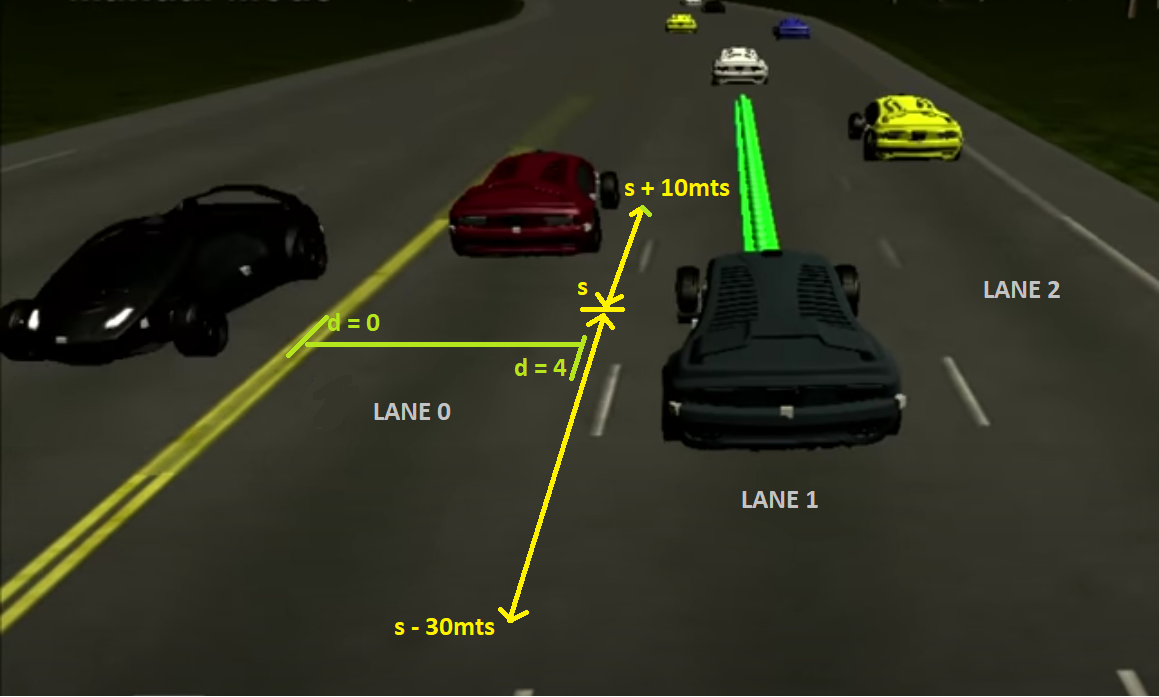 s + 10mts
s
d = 0
d = 4
LANE 2
LANE 0
LANE 1
s - 30mts